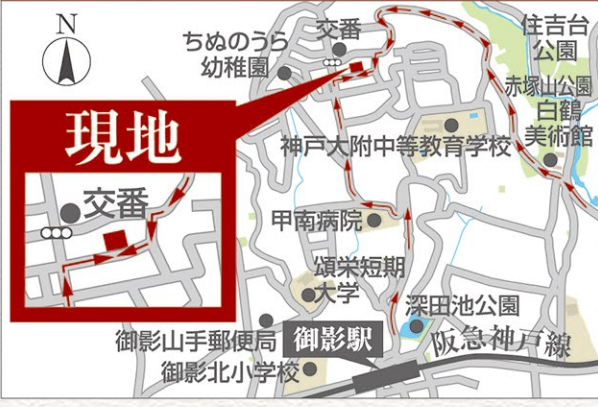 N
ちぬのうら
幼稚園
交番
住吉台
公園
赤塚山公園
白鶴
美術館
現地
交番
神戸大附中等教育学校
甲南病院
頌栄短期
大学
深田池公園
御影山手郵便局
御影駅
阪急神戸線
御影北小学校